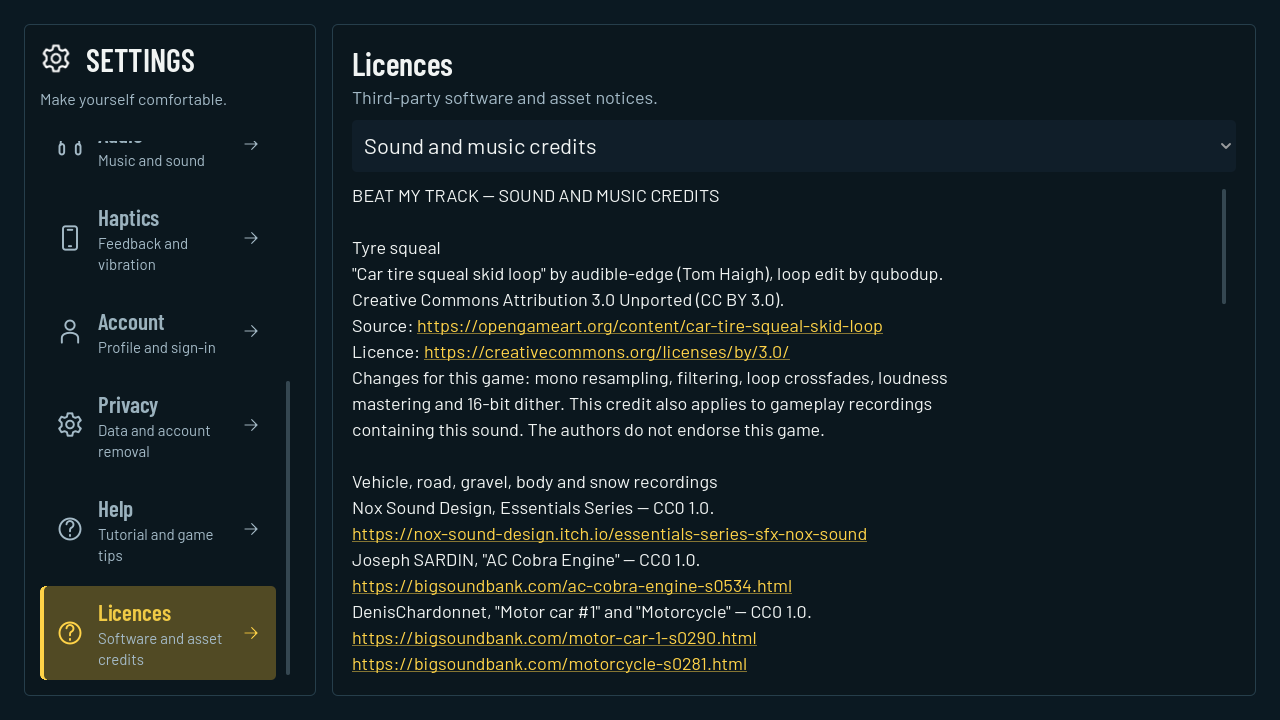 SETTINGS
Make yourself comfortable.
Audio
Music and sound
Haptics
Feedback and
vibration
Account
Profile and sign-in
Privacy
Data and account
removal
Help
Tutorial and game
tips
Licences
Software and asset
credits
Licences
Third-party software and asset notices.
Sound and music credits
BEAT MY TRACK — SOUND AND MUSIC CREDITS
Tyre squeal
"Car tire squeal skid loop" by audible-edge (Tom Haigh), loop edit by qubodup.
Creative Commons Attribution 3.0 Unported (CC BY 3.0).
Source: https://opengameart.org/content/car-tire-squeal-skid-loop
Licence: https://creativecommons.org/licenses/by/3.0/
Changes for this game: mono resampling, filtering, loop crossfades, loudness
mastering and 16-bit dither. This credit also applies to gameplay recordings
containing this sound. The authors do not endorse this game.
Vehicle, road, gravel, body and snow recordings
Nox Sound Design, Essentials Series — CC0 1.0.
https://nox-sound-design.itch.io/essentials-series-sfx-nox-sound
Joseph SARDIN, "AC Cobra Engine" — CC0 1.0.
https://bigsoundbank.com/ac-cobra-engine-s0534.html
DenisChardonnet, "Motor car #1" and "Motorcycle" — CC0 1.0.
https://bigsoundbank.com/motor-car-1-s0290.html
https://bigsoundbank.com/motorcycle-s0281.html